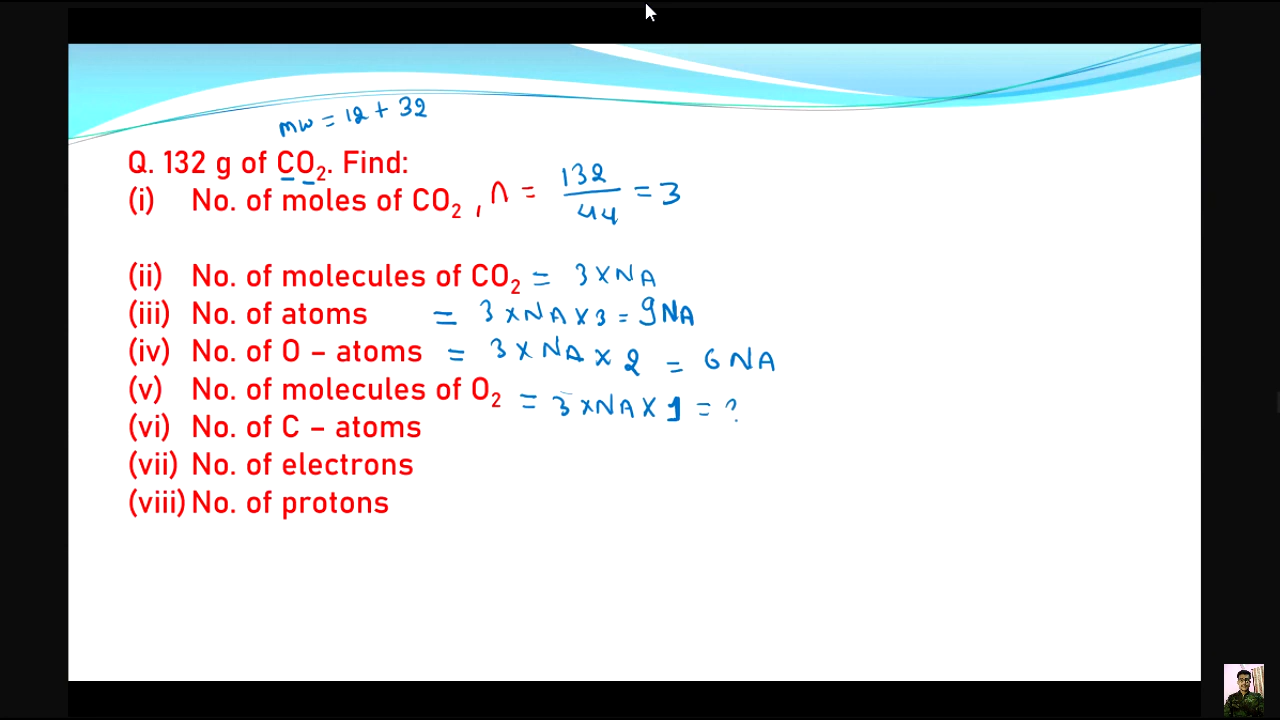 mw = 12 + 32
Q. 132 g of CO₂. Find:
(i) No. of moles of CO₂ , n = 132/44 = 3
(ii) No. of molecules of CO₂ = 3 × NA
(iii) No. of atoms = 3 × NA × 3 = 9NA
(iv) No. of O – atoms = 3 × NA × 2 = 6 NA
(v) No. of molecules of O₂ = 3 × NA × 1 = ?
(vi) No. of C – atoms
(vii) No. of electrons
(viii) No. of protons